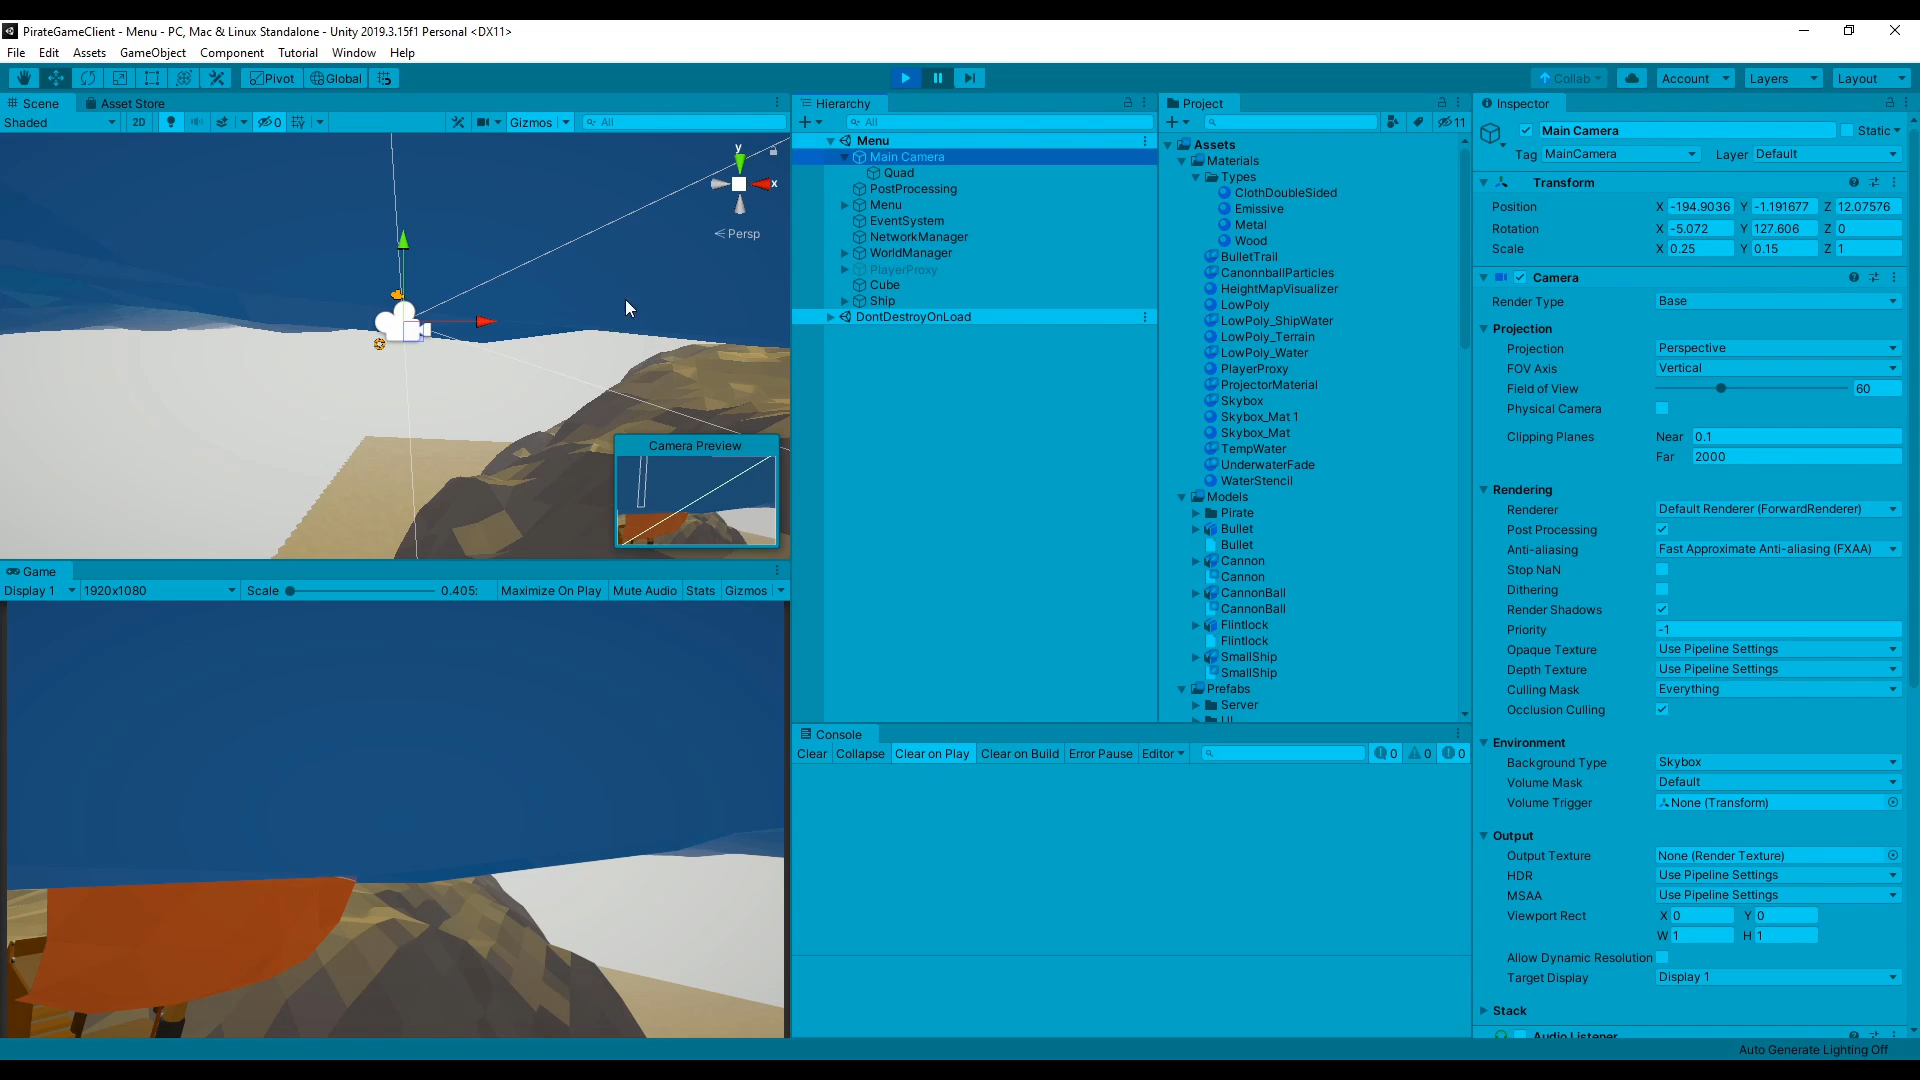 PirateGameClient - Menu - PC, Mac & Linux Standalone - Unity 2019.3.15f1 Personal <DX11>
File Edit Assets GameObject Component Tutorial Window Help
Pivot Global Collab Account Layers Layout
Scene Asset Store
Shaded 2D 0 Gizmos All
y
x
Persp
Camera Preview
Game
Display 1 1920x1080 Scale 0.405: Maximize On Play Mute Audio Stats Gizmos
Hierarchy
All
Menu
Main Camera
Quad
PostProcessing
Menu
EventSystem
NetworkManager
WorldManager
PlayerProxy
Cube
Ship
DontDestroyOnLoad
Project
11
Assets
Materials
Types
ClothDoubleSided
Emissive
Metal
Wood
BulletTrail
CanonnballParticles
HeightMapVisualizer
LowPoly
LowPoly_ShipWater
LowPoly_Terrain
LowPoly_Water
PlayerProxy
ProjectorMaterial
Skybox
Skybox_Mat 1
Skybox_Mat
TempWater
UnderwaterFade
WaterStencil
Models
Pirate
Bullet
Bullet
Cannon
Cannon
CannonBall
CannonBall
Flintlock
Flintlock
SmallShip
SmallShip
Prefabs
Server
UI
Console
Clear Collapse Clear on Play Clear on Build Error Pause Editor 0 0 0
Inspector
Main Camera Static
Tag MainCamera Layer Default
Transform
Position X -194.9036 Y -1.191677 Z 12.07576
Rotation X -5.072 Y 127.606 Z 0
Scale X 0.25 Y 0.15 Z 1
Camera
Render Type Base
Projection
Projection Perspective
FOV Axis Vertical
Field of View 60
Physical Camera
Clipping Planes Near 0.1
Far 2000
Rendering
Renderer Default Renderer (ForwardRenderer)
Post Processing
Anti-aliasing Fast Approximate Anti-aliasing (FXAA)
Stop NaN
Dithering
Render Shadows
Priority -1
Opaque Texture Use Pipeline Settings
Depth Texture Use Pipeline Settings
Culling Mask Everything
Occlusion Culling
Environment
Background Type Skybox
Volume Mask Default
Volume Trigger None (Transform)
Output
Output Texture None (Render Texture)
HDR Use Pipeline Settings
MSAA Use Pipeline Settings
Viewport Rect X 0 Y 0
W 1 H 1
Allow Dynamic Resolution
Target Display Display 1
Stack
Audio Listener
Auto Generate Lighting Off